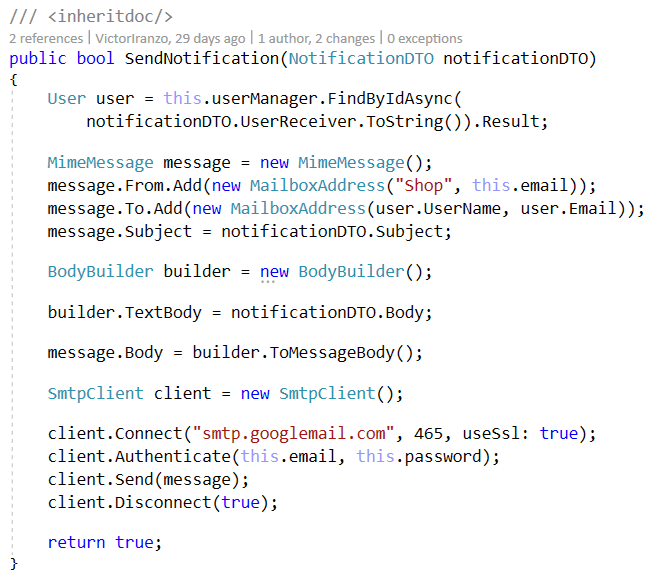 /// <inheritdoc/>
2 references | VictorIranzo, 29 days ago | 1 author, 2 changes | 0 exceptions
public bool SendNotification(NotificationDTO notificationDTO)
{
    User user = this.userManager.FindByIdAsync(
        notificationDTO.UserReceiver.ToString()).Result;

    MimeMessage message = new MimeMessage();
    message.From.Add(new MailboxAddress("Shop", this.email));
    message.To.Add(new MailboxAddress(user.UserName, user.Email));
    message.Subject = notificationDTO.Subject;

    BodyBuilder builder = new BodyBuilder();

    builder.TextBody = notificationDTO.Body;

    message.Body = builder.ToMessageBody();

    SmtpClient client = new SmtpClient();

    client.Connect("smtp.googlemail.com", 465, useSsl: true);
    client.Authenticate(this.email, this.password);
    client.Send(message);
    client.Disconnect(true);

    return true;
}